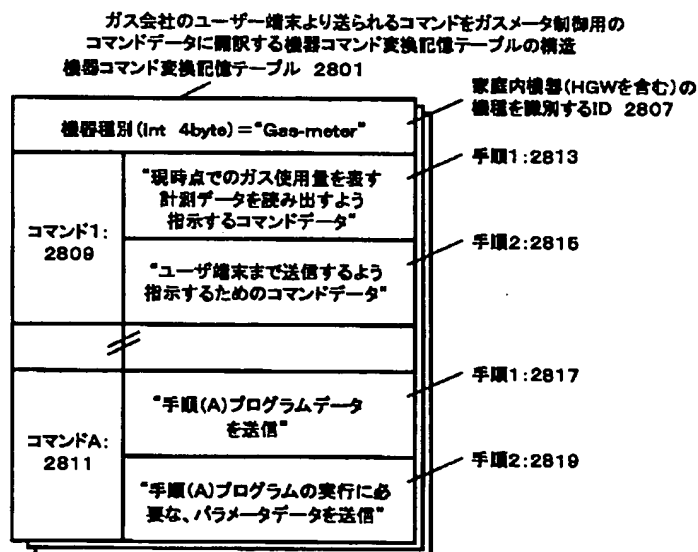 ガス会社のユーザー端末より送られるコマンドをガスメータ制御用の
コマンドデータに翻訳する機器コマンド変換記憶テーブルの構造
機器コマンド変換記憶テーブル 2801
家庭内機器(HGWを含む)の
機種を識別するID 2807
機器種別(Int 4byte)="Gas-meter"
コマンド1:
2809
"現時点でのガス使用量を表す
計測データを読み出すよう
指示するコマンドデータ"
手順1:2813
"ユーザ端末まで送信するよう
指示するためのコマンドデータ"
手順2:2815
コマンドA:
2811
"手順(A)プログラムデータ
を送信"
手順1:2817
"手順(A)プログラムの実行に必
要な、パラメータデータを送信"
手順2:2819